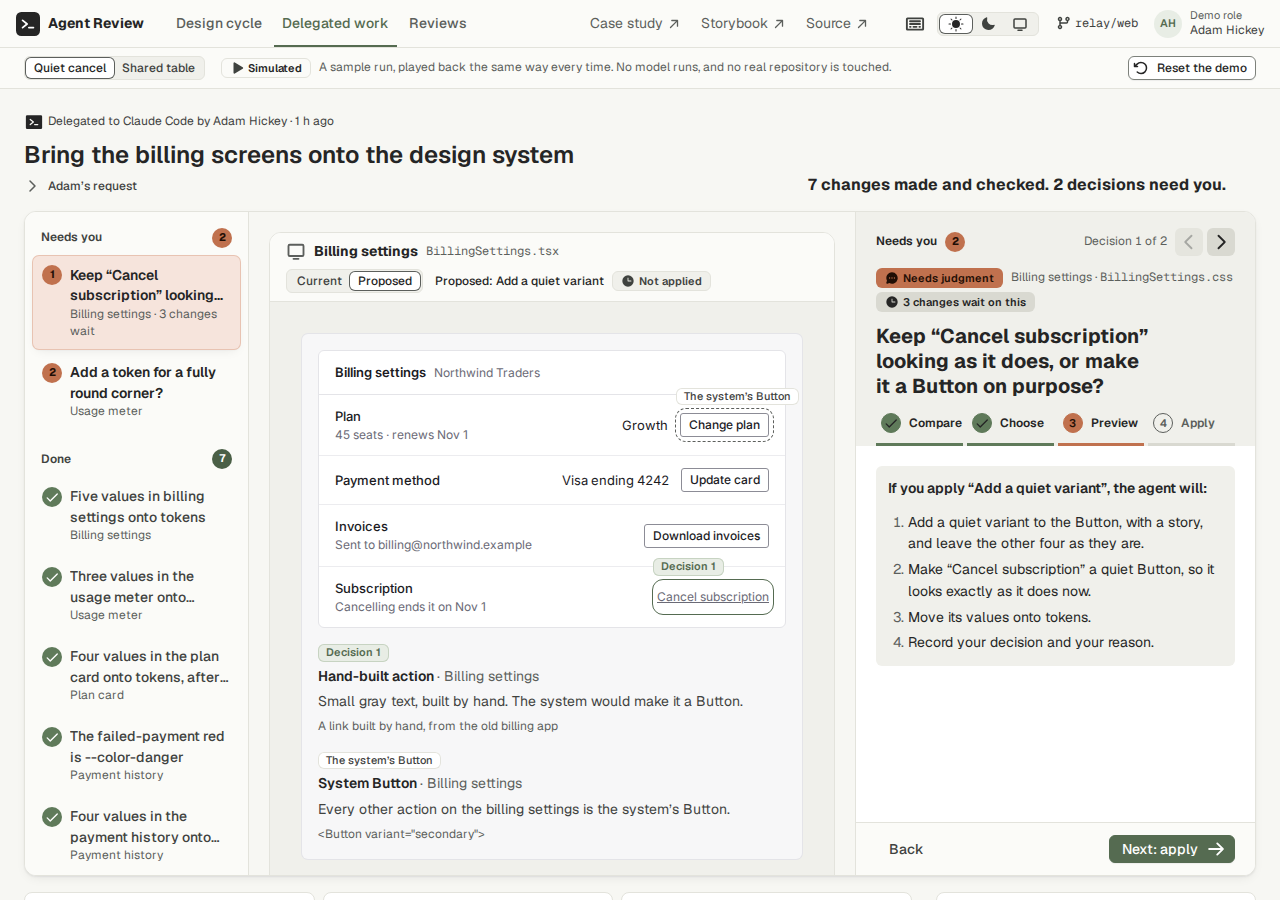 Agent Review
Design cycle
Delegated work
Reviews
Case study
Storybook
Source
relay/web
AH
Demo role
Adam Hickey
Quiet cancel
Shared table
Simulated
A sample run, played back the same way every time. No model runs, and no real repository is touched.
Reset the demo
Delegated to Claude Code by Adam Hickey · 1 h ago
Bring the billing screens onto the design system
Adam's request
7 changes made and checked. 2 decisions need you.
Needs you
2
1
Keep “Cancel
subscription” looking…
Billing settings · 3 changes
wait
2
Add a token for a fully
round corner?
Usage meter
Done
7
Five values in billing
settings onto tokens
Billing settings
Three values in the
usage meter onto…
Usage meter
Four values in the plan
card onto tokens, after…
Plan card
The failed-payment red
is --color-danger
Payment history
Four values in the
payment history onto…
Payment history
Billing settings
BillingSettings.tsx
Current
Proposed
Proposed: Add a quiet variant
Not applied
Billing settings
Northwind Traders
The system's Button
Plan
45 seats · renews Nov 1
Growth
Change plan
Payment method
Visa ending 4242
Update card
Invoices
Sent to billing@northwind.example
Download invoices
Decision 1
Subscription
Cancelling ends it on Nov 1
Cancel subscription
Decision 1
Hand-built action · Billing settings
Small gray text, built by hand. The system would make it a Button.
A link built by hand, from the old billing app
The system's Button
System Button · Billing settings
Every other action on the billing settings is the system’s Button.
<Button variant="secondary">
Needs you
2
Decision 1 of 2
Needs judgment
Billing settings · BillingSettings.css
3 changes wait on this
Keep “Cancel subscription”
looking as it does, or make
it a Button on purpose?
Compare
Choose
3
Preview
4
Apply
If you apply “Add a quiet variant”, the agent will:
1. Add a quiet variant to the Button, with a story,
and leave the other four as they are.
2. Make “Cancel subscription” a quiet Button, so it
looks exactly as it does now.
3. Move its values onto tokens.
4. Record your decision and your reason.
Back
Next: apply